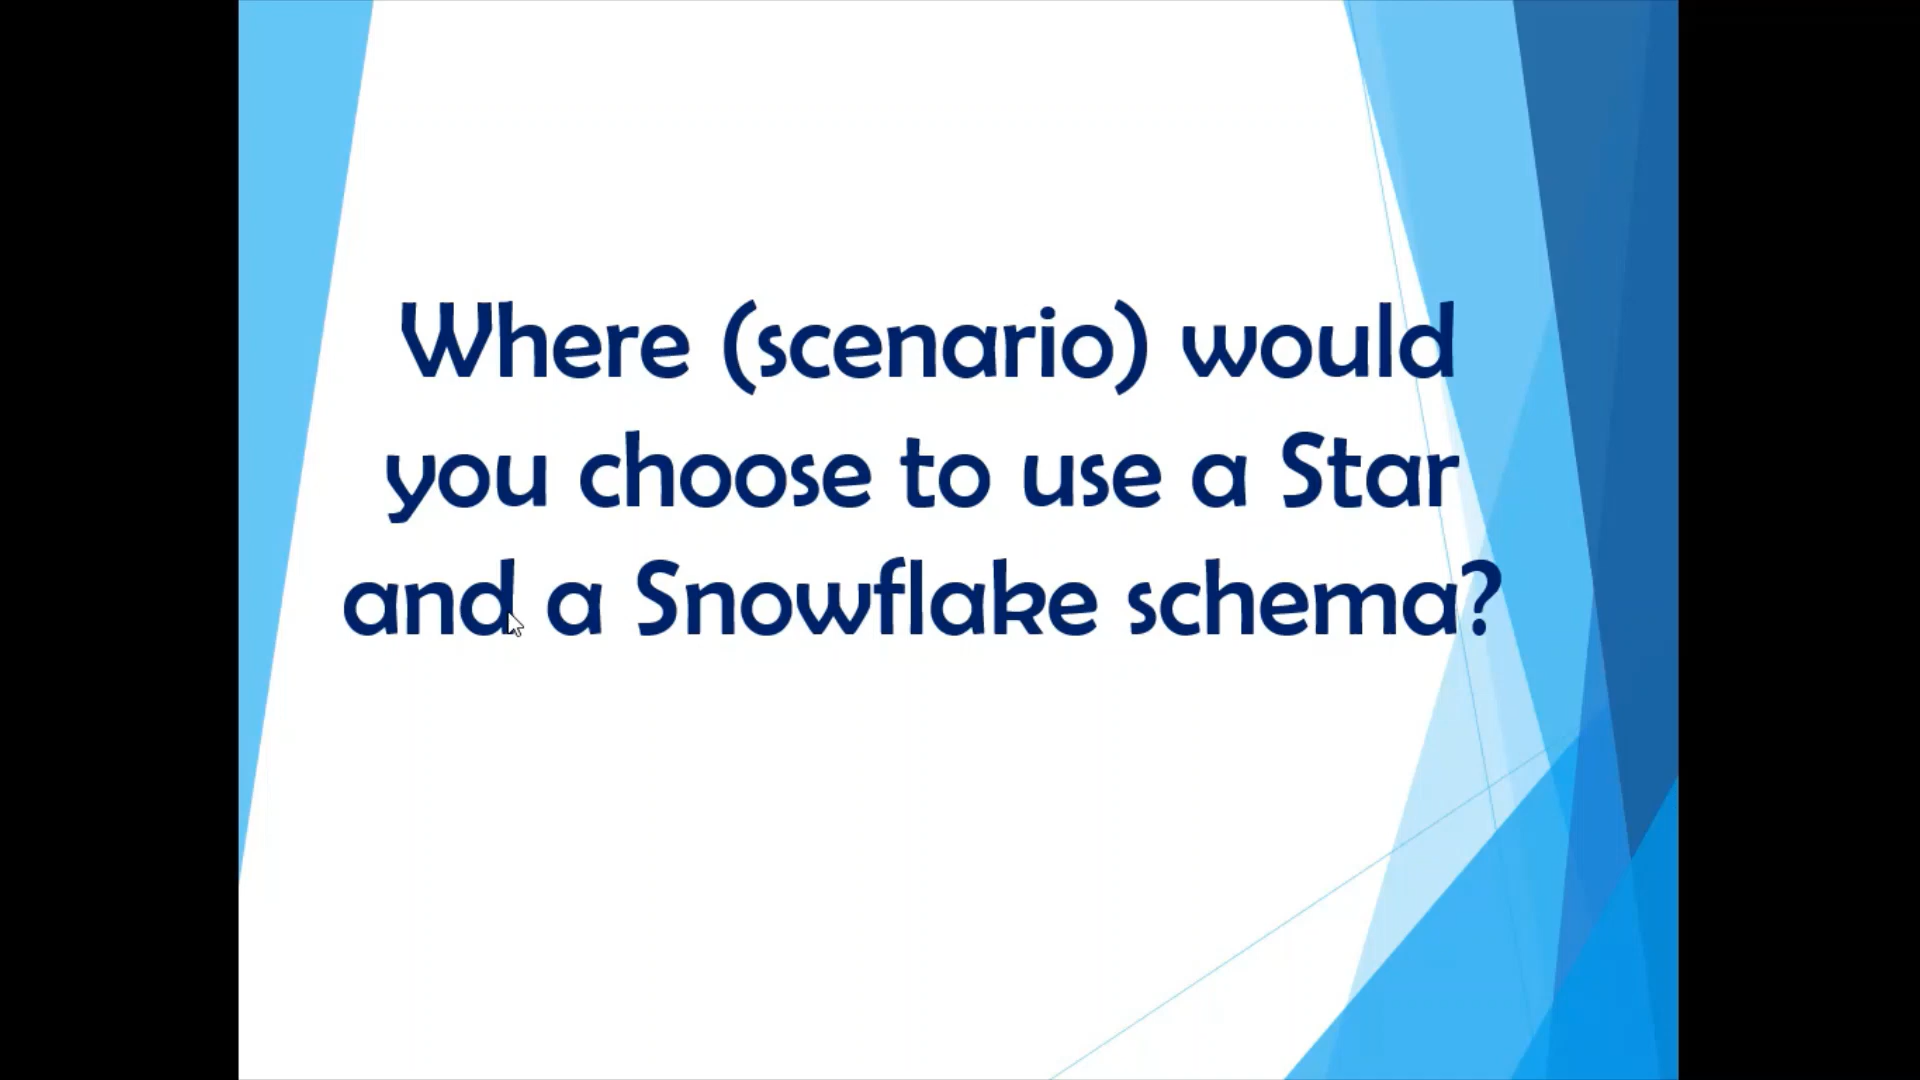 Where (scenario) would
you choose to use a Star
and a Snowflake schema?